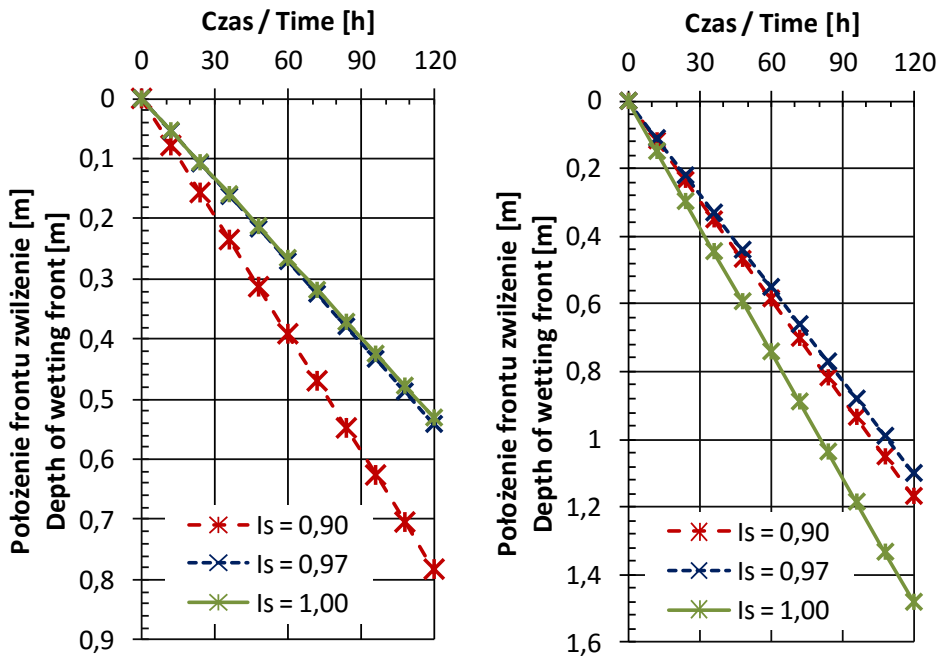 Czas / Time [h]
0 30 60 90 120
0
0,1
0,2
0,3
0,4
0,5
0,6
0,7
0,8
0,9
Położenie frontu zwilżenie [m]
Depth of wetting front [m]
Is = 0,90
Is = 0,97
Is = 1,00
Czas / Time [h]
0 30 60 90 120
0
0,2
0,4
0,6
0,8
1
1,2
1,4
1,6
Położenie frontu zwilżenie [m]
Depth of wetting front [m]
Is = 0,90
Is = 0,97
Is = 1,00